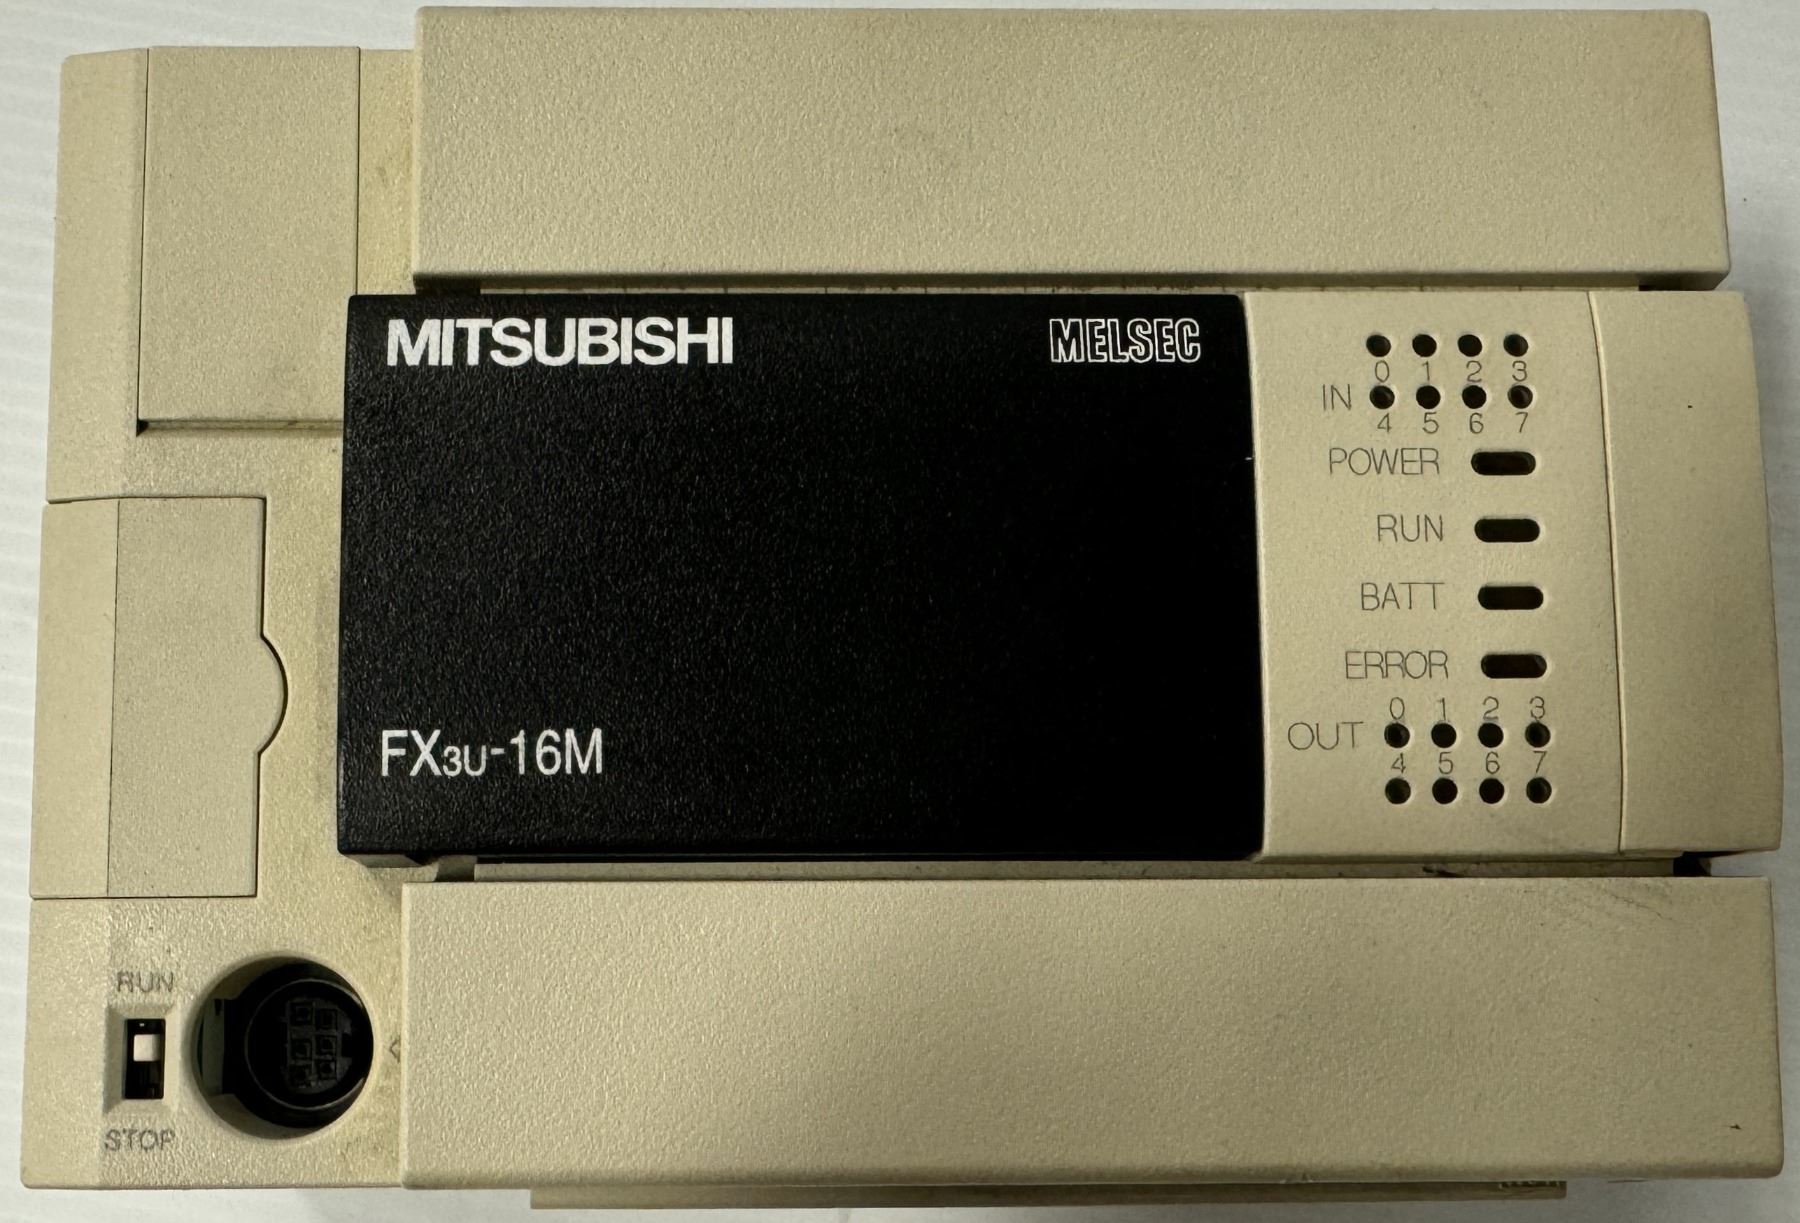 MITSUBISHI
MELSEC
0 1 2 3
IN
4 5 6 7
POWER
RUN
BATT
ERROR
0 1 2 3
OUT
4 5 6 7
FX3U-16M
RUN
STOP